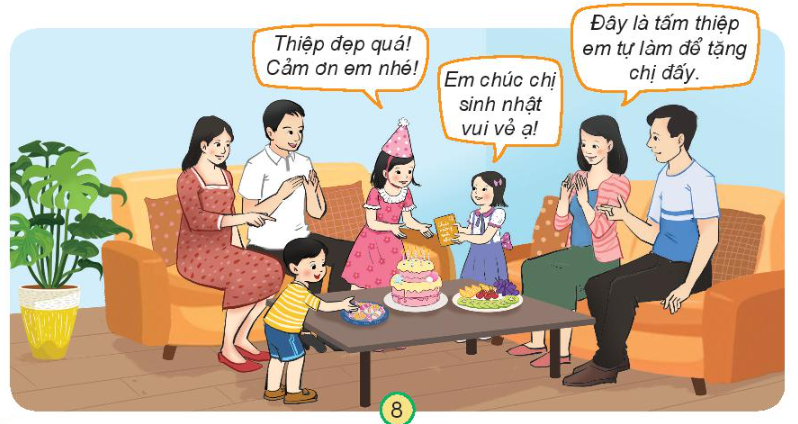 Thiệp đẹp quá!
Cảm ơn em nhé!
Em chúc chị
sinh nhật
vui vẻ ạ!
Đây là tấm thiệp
em tự làm để tặng
chị đấy.
8